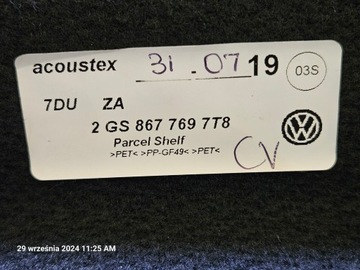 acoustex 31 . 07 19 03S
7DU ZA
2 GS 867 769 7T8
Parcel Shelf
>PET< >PP-GF49< >PET<
CV
29 września 2024 11:25 AM